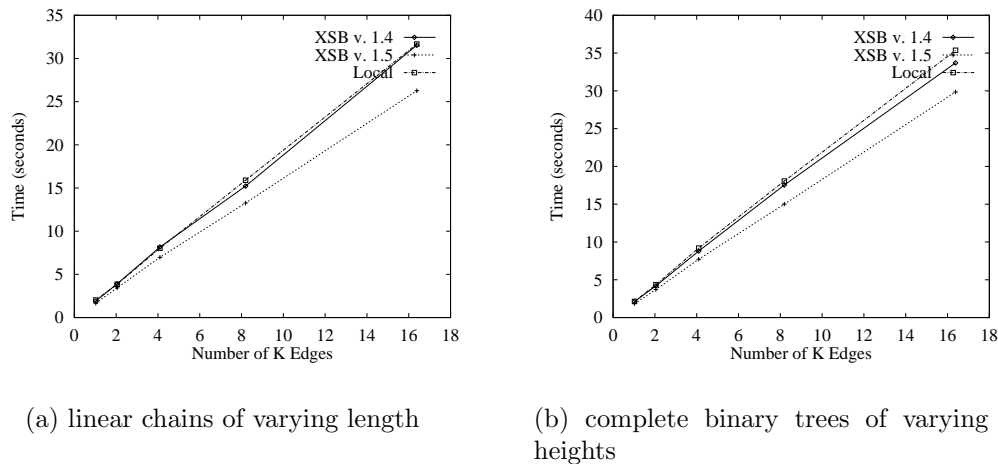 35
30
25
20
15
10
5
0
Time (seconds)
XSB v. 1.4
XSB v. 1.5
Local
0 2 4 6 8 10 12 14 16 18
Number of K Edges
(a) linear chains of varying length
40
35
30
25
20
15
10
5
0
Time (seconds)
XSB v. 1.4
XSB v. 1.5
Local
0 2 4 6 8 10 12 14 16 18
Number of K Edges
(b) complete binary trees of varying
heights